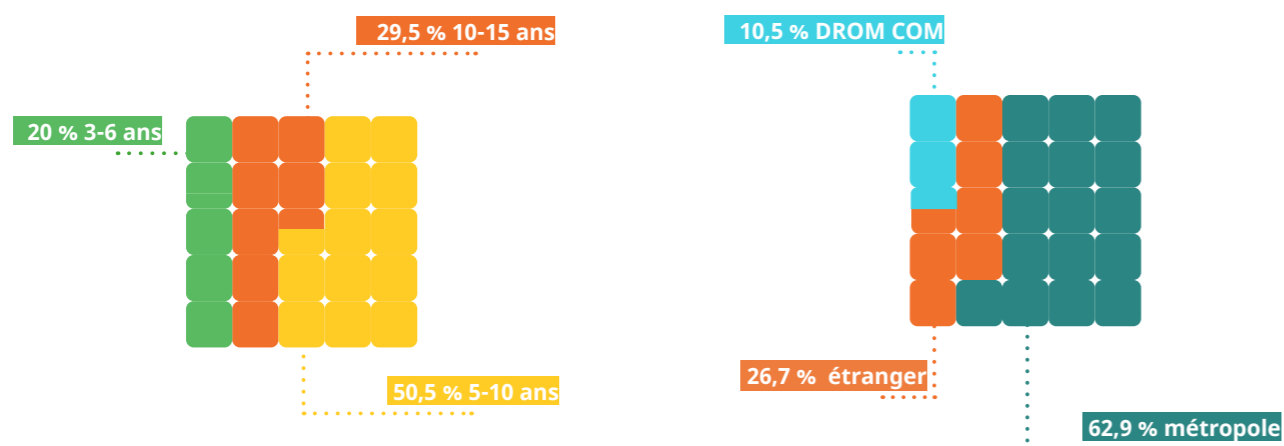 29,5 % 10-15 ans
20 % 3-6 ans
50,5 % 5-10 ans
10,5 % DROM COM
26,7 % étranger
62,9 % métropole